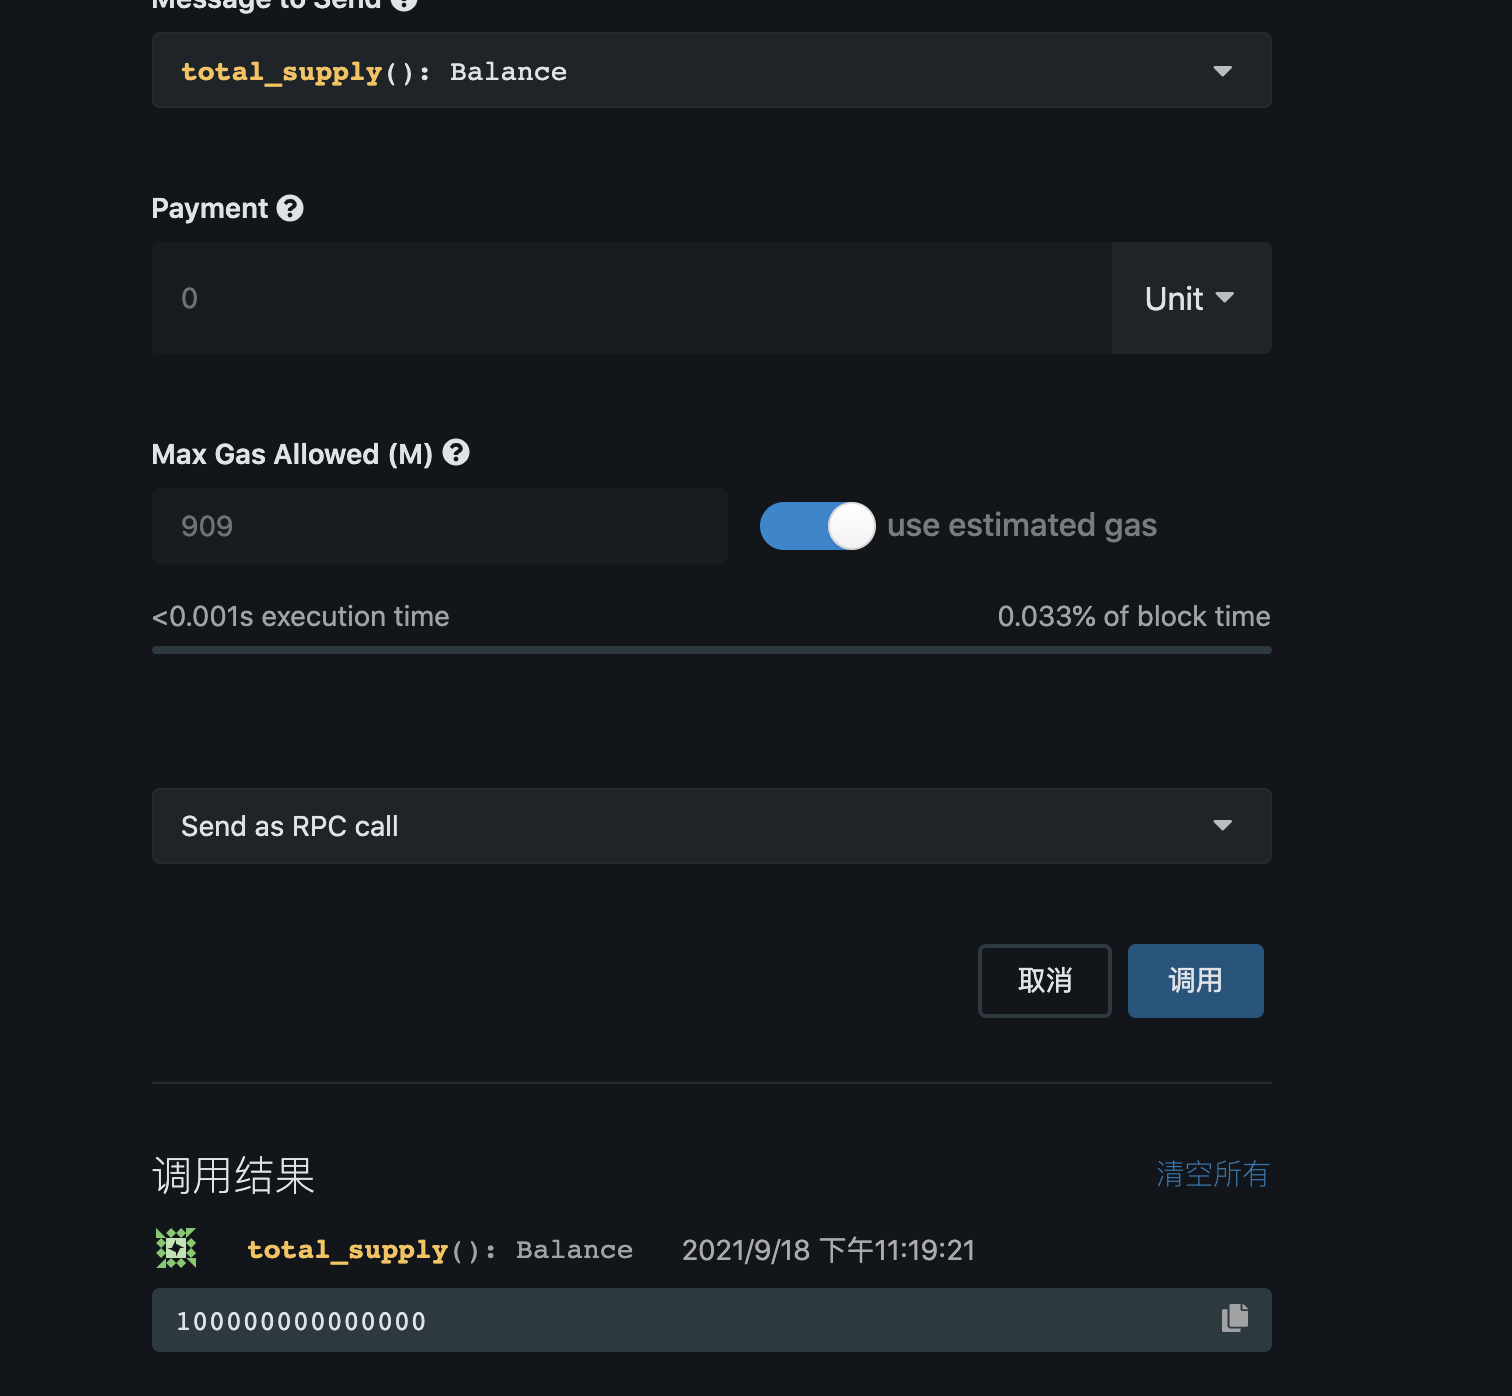 Message to Send
total_supply(): Balance
Payment
0
Unit
Max Gas Allowed (M)
909
use estimated gas
<0.001s execution time
0.033% of block time
Send as RPC call
取消
调用
调用结果
清空所有
total_supply(): Balance 2021/9/18 下午11:19:21
100000000000000